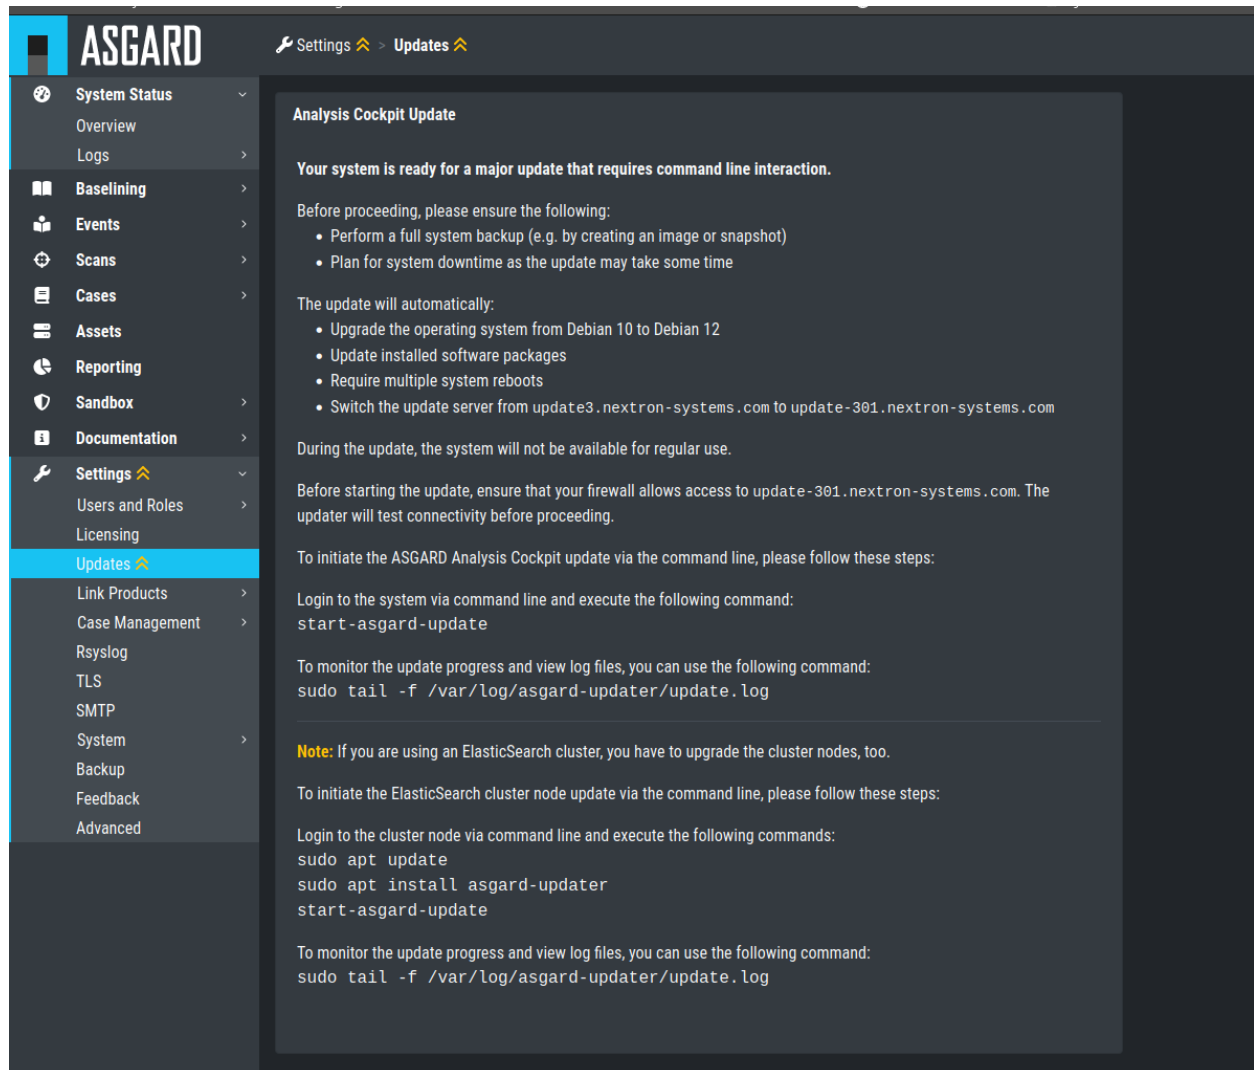 ASGARD
Settings > Updates
System Status
Overview
Logs
Baselining
Events
Scans
Cases
Assets
Reporting
Sandbox
Documentation
Settings
Users and Roles
Licensing
Updates
Link Products
Case Management
Rsyslog
TLS
SMTP
System
Backup
Feedback
Advanced
Analysis Cockpit Update
Your system is ready for a major update that requires command line interaction.
Before proceeding, please ensure the following:
• Perform a full system backup (e.g. by creating an image or snapshot)
• Plan for system downtime as the update may take some time
The update will automatically:
• Upgrade the operating system from Debian 10 to Debian 12
• Update installed software packages
• Require multiple system reboots
• Switch the update server from update3.nextron-systems.com to update-301.nextron-systems.com
During the update, the system will not be available for regular use.
Before starting the update, ensure that your firewall allows access to update-301.nextron-systems.com. The
updater will test connectivity before proceeding.
To initiate the ASGARD Analysis Cockpit update via the command line, please follow these steps:
Login to the system via command line and execute the following command:
start-asgard-update
To monitor the update progress and view log files, you can use the following command:
sudo tail -f /var/log/asgard-updater/update.log
Note: If you are using an ElasticSearch cluster, you have to upgrade the cluster nodes, too.
To initiate the ElasticSearch cluster node update via the command line, please follow these steps:
Login to the cluster node via command line and execute the following commands:
sudo apt update
sudo apt install asgard-updater
start-asgard-update
To monitor the update progress and view log files, you can use the following command:
sudo tail -f /var/log/asgard-updater/update.log